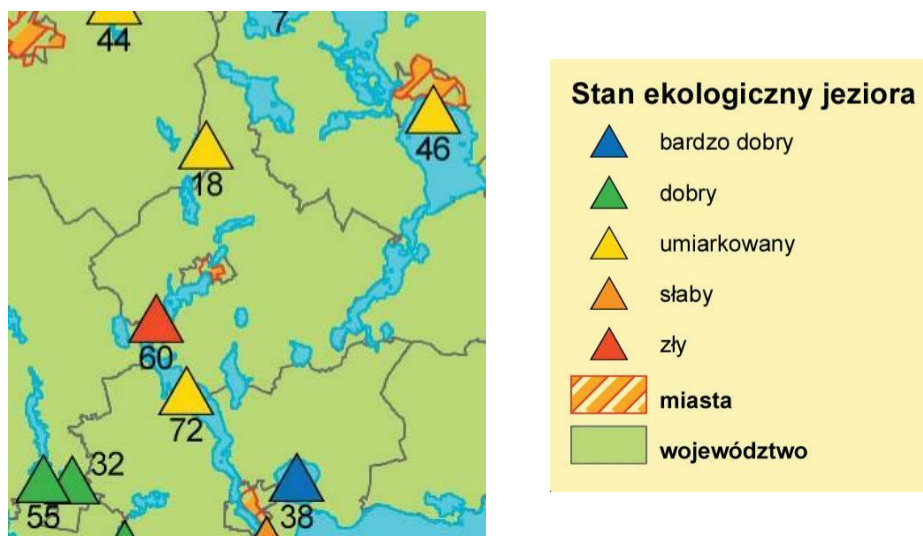 44
7
46
18
60
72
32
55
38
Stan ekologiczny jeziora
bardzo dobry
dobry
umiarkowany
słaby
zły
miasta
województwo